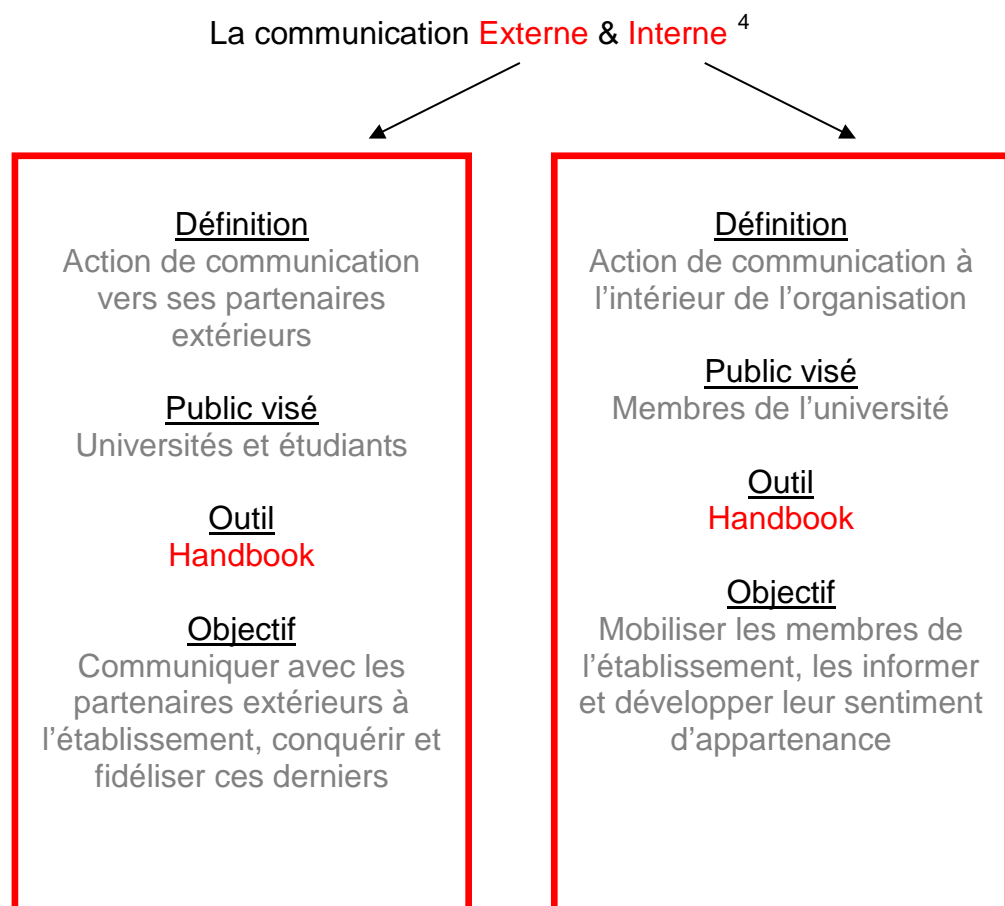 La communication Externe & Interne 4
Définition
Action de communication
vers ses partenaires
extérieurs
Public visé
Universités et étudiants
Outil
Handbook
Objectif
Communiquer avec les
partenaires extérieurs à
l’établissement, conquérir et
fidéliser ces derniers
Définition
Action de communication à
l’intérieur de l’organisation
Public visé
Membres de l’université
Outil
Handbook
Objectif
Mobiliser les membres de
l’établissement, les informer
et développer leur sentiment
d’appartenance